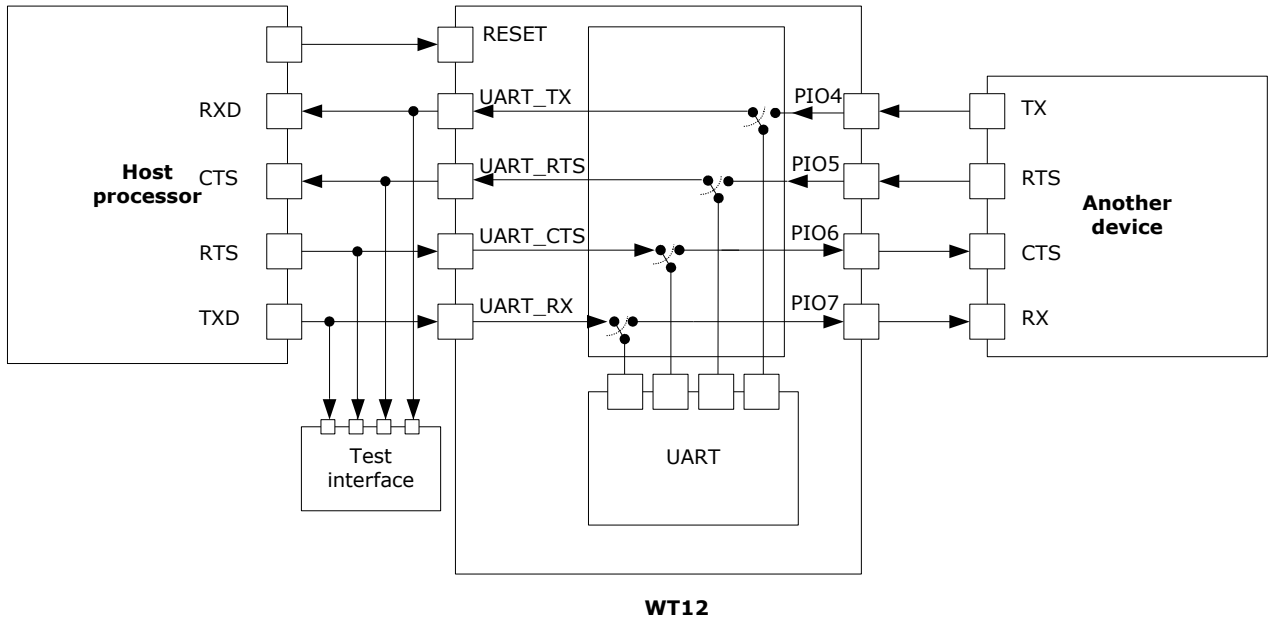 RESET
RXD
UART_TX
PIO4
TX
Host
processor
CTS
UART_RTS
PIO5
RTS
Another
device
RTS
UART_CTS
PIO6
CTS
TXD
UART_RX
PIO7
RX
Test
interface
UART
WT12